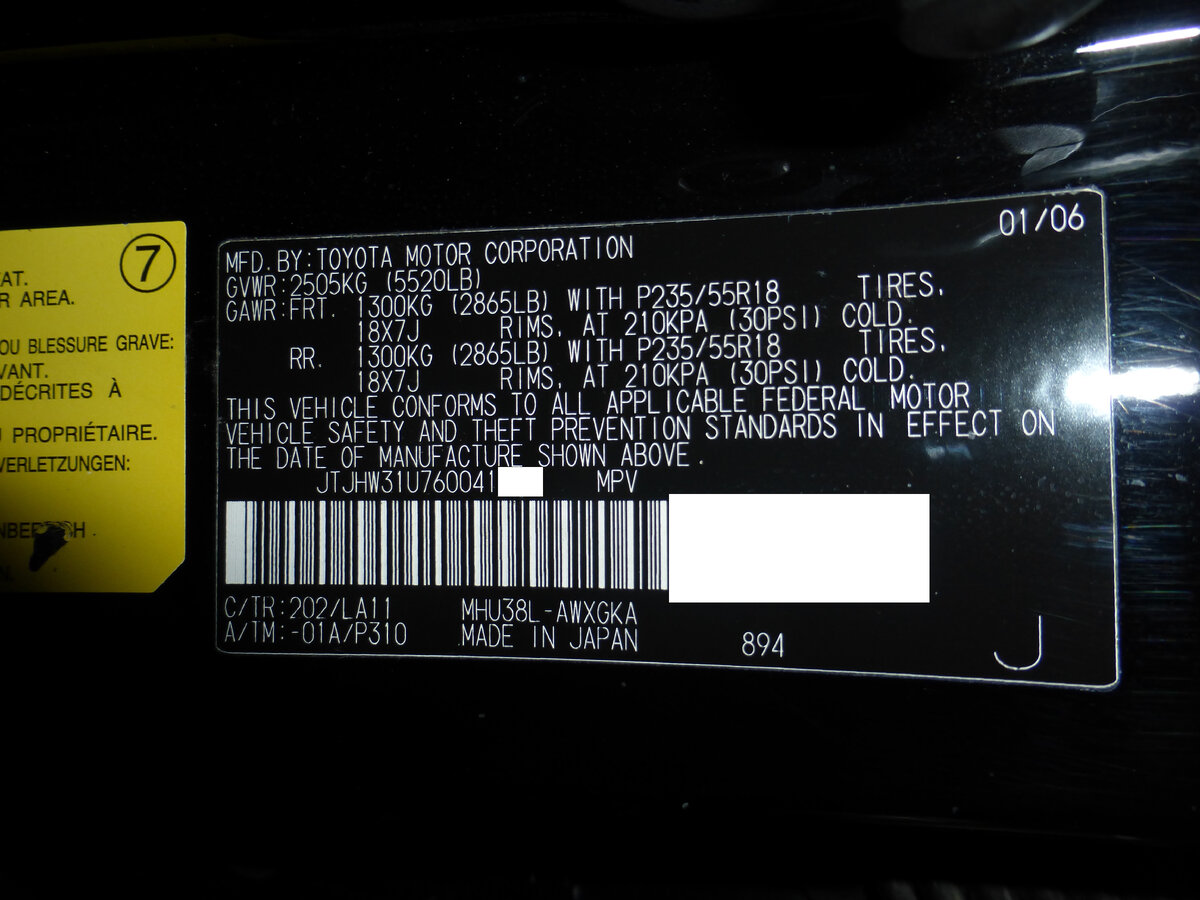 AT.
R AREA.
7
OU BLESSURE GRAVE:
VANT.
DÉCRITES À
U PROPRIÉTAIRE.
VERLETZUNGEN:
01/06
MFD. BY:TOYOTA MOTOR CORPORATION
GVWR:2505KG (5520LB)
GAWR:FRT. 1300KG (2865LB) WITH P235/55R18 TIRES,
18X7J RIMS, AT 210KPA (30PSI) COLD.
RR. 1300KG (2865LB) WITH P235/55R18 TIRES,
18X7J RIMS, AT 210KPA (30PSI) COLD.
THIS VEHICLE CONFORMS TO ALL APPLICABLE FEDERAL MOTOR
VEHICLE SAFETY AND THEFT PREVENTION STANDARDS IN EFFECT ON
THE DATE OF MANUFACTURE SHOWN ABOVE.
JTJHW31U760041 MPV
C/TR:202/LA11 MHU38L-AWXGKA
A/TM:-01A/P310 MADE IN JAPAN 894 J